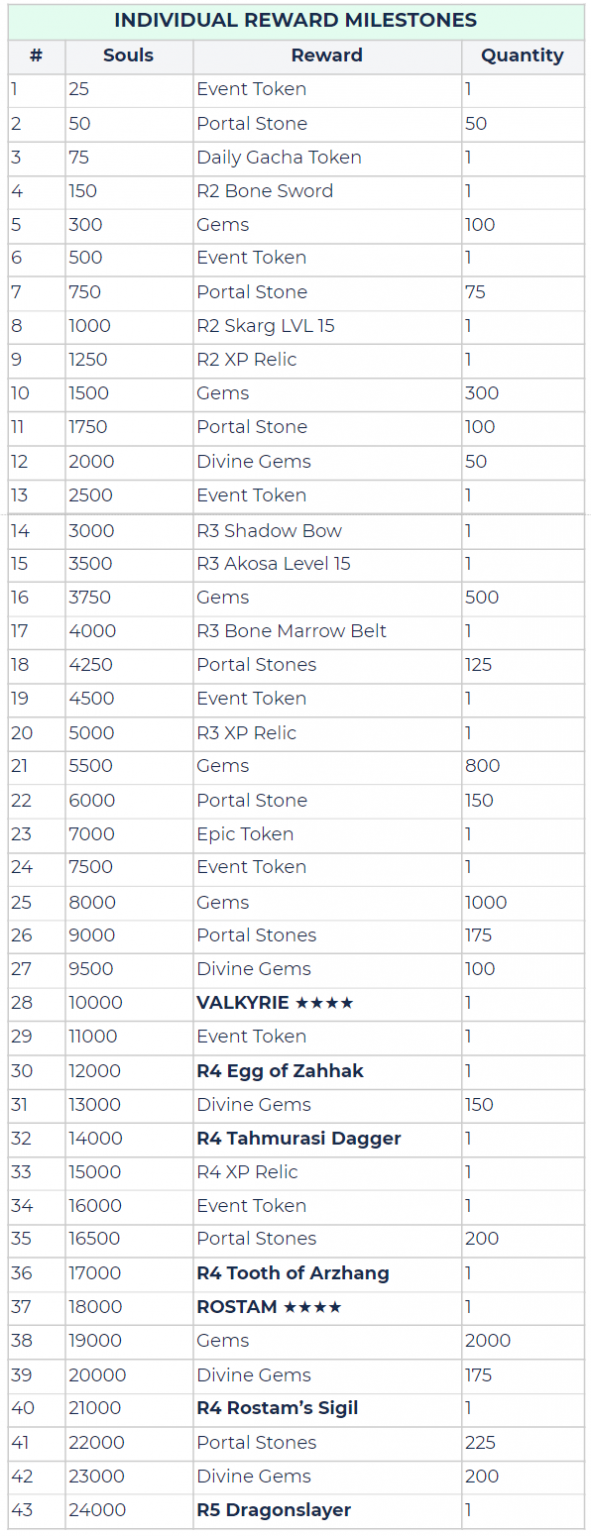 INDIVIDUAL REWARD MILESTONES
# Souls Reward Quantity
1 25 Event Token 1
2 50 Portal Stone 50
3 75 Daily Gacha Token 1
4 150 R2 Bone Sword 1
5 300 Gems 100
6 500 Event Token 1
7 750 Portal Stone 75
8 1000 R2 Skarg LVL 15 1
9 1250 R2 XP Relic 1
10 1500 Gems 300
11 1750 Portal Stone 100
12 2000 Divine Gems 50
13 2500 Event Token 1
14 3000 R3 Shadow Bow 1
15 3500 R3 Akosa Level 15 1
16 3750 Gems 500
17 4000 R3 Bone Marrow Belt 1
18 4250 Portal Stones 125
19 4500 Event Token 1
20 5000 R3 XP Relic 1
21 5500 Gems 800
22 6000 Portal Stone 150
23 7000 Epic Token 1
24 7500 Event Token 1
25 8000 Gems 1000
26 9000 Portal Stones 175
27 9500 Divine Gems 100
28 10000 VALKYRIE ★★★★ 1
29 11000 Event Token 1
30 12000 R4 Egg of Zahhak 1
31 13000 Divine Gems 150
32 14000 R4 Tahmurasi Dagger 1
33 15000 R4 XP Relic 1
34 16000 Event Token 1
35 16500 Portal Stones 200
36 17000 R4 Tooth of Arzhang 1
37 18000 ROSTAM ★★★★ 1
38 19000 Gems 2000
39 20000 Divine Gems 175
40 21000 R4 Rostam’s Sigil 1
41 22000 Portal Stones 225
42 23000 Divine Gems 200
43 24000 R5 Dragonslayer 1